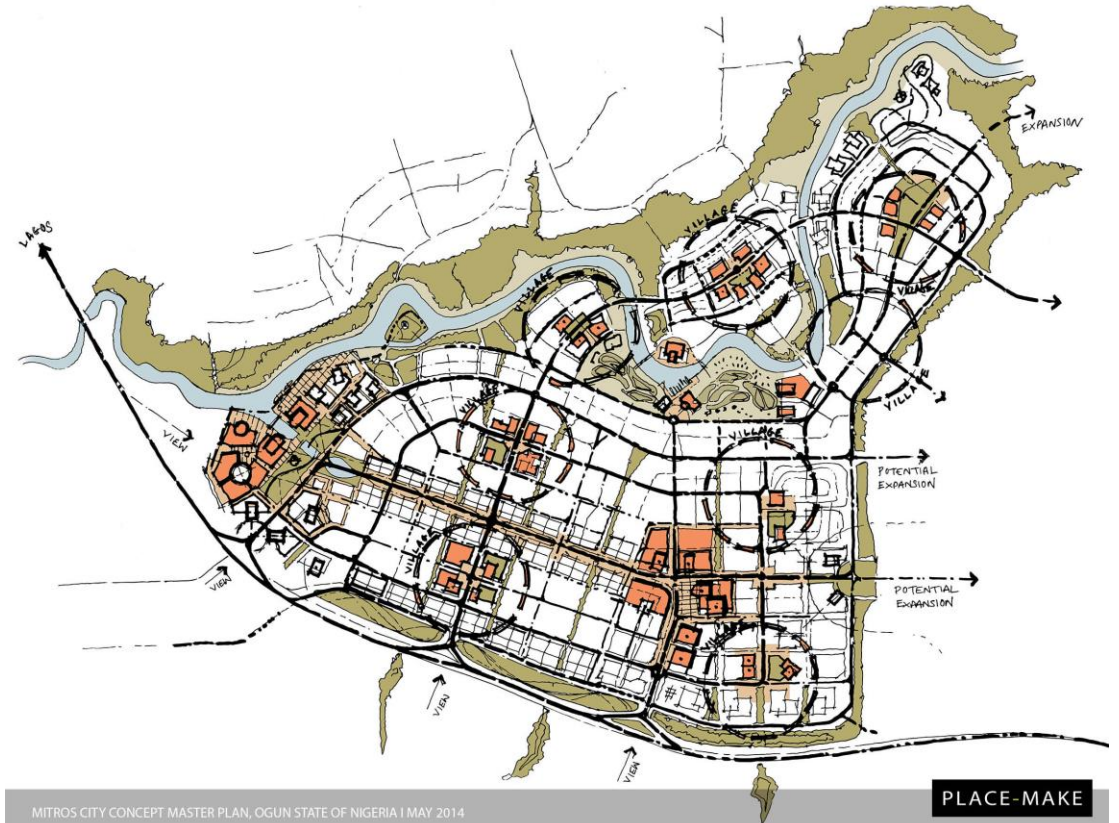 EXPANSION
LAGOS
VILLAGE
VILLAGE
VILLAGE
VILLAGE
VILLAGE
VILLAGE
VIEW
POTENTIAL
EXPANSION
VILLAGE
VIEW
POTENTIAL
EXPANSION
VILLAGE
VIEW
VIEW
MITROS CITY CONCEPT MASTER PLAN, OGUN STATE OF NIGERIA I MAY 2014
PLACE-MAKE